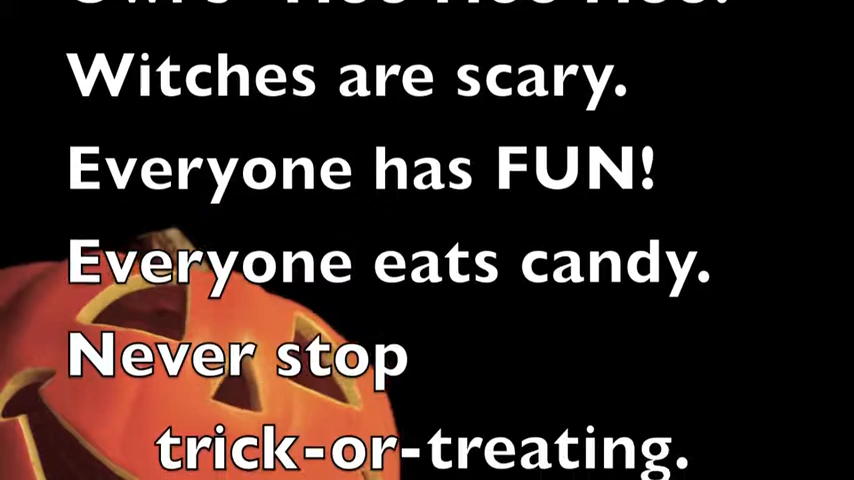 Witches are scary.
Everyone has FUN!
Everyone eats candy.
Never stop
trick-or-treating.